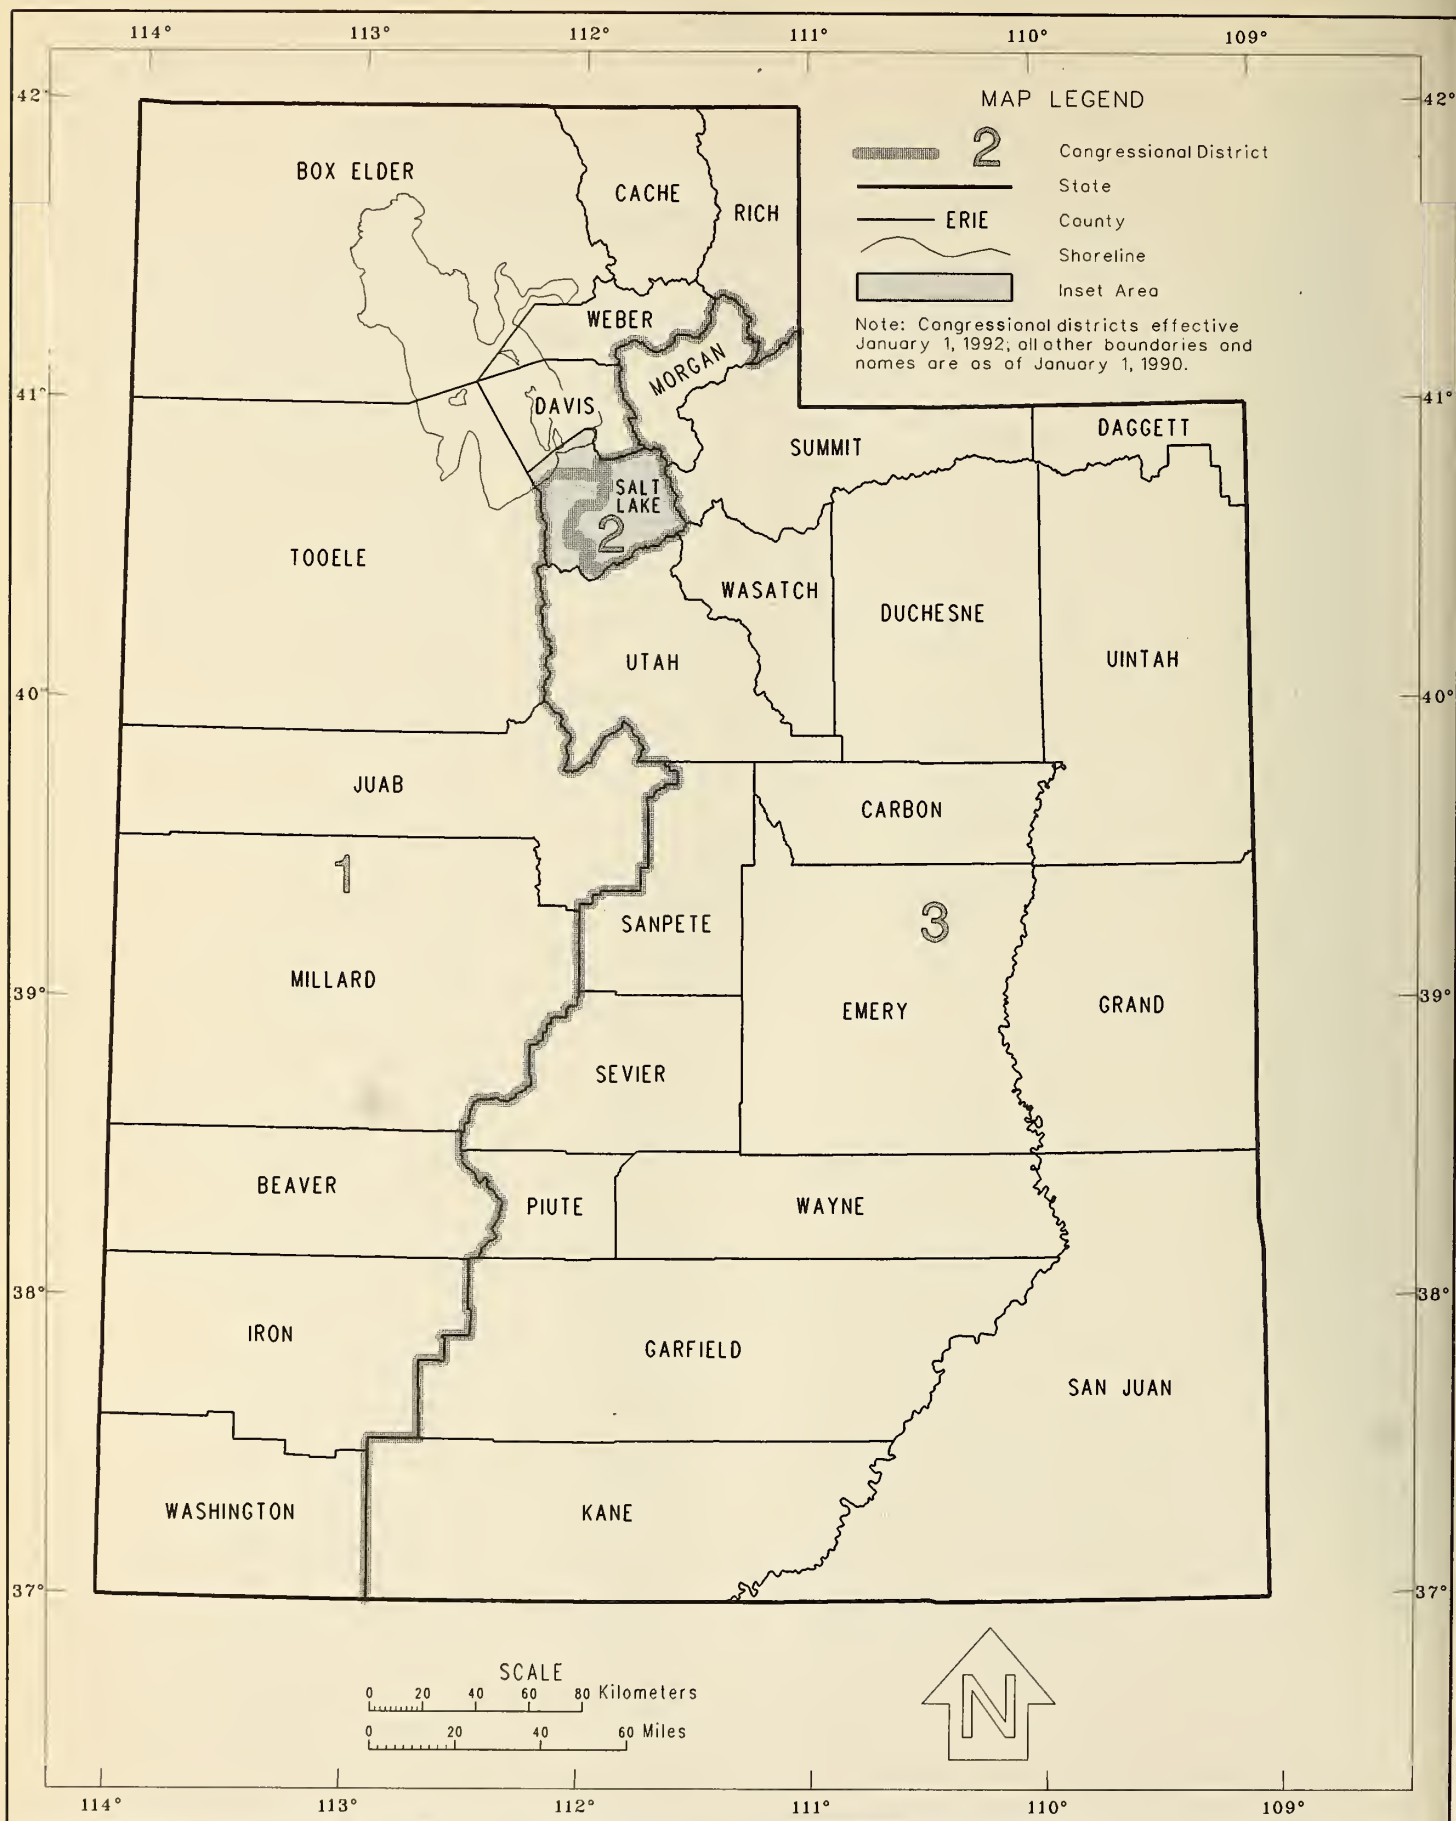 114° 113° 112° 111° 110° 109°
42° 42°
MAP LEGEND
2 Congressional District
State
ERIE County
Shoreline
Inset Area
Note: Congressional districts effective
January 1, 1992; all other boundaries and
names are as of January 1, 1990.
BOX ELDER
CACHE
RICH
WEBER
MORGAN
41° 41°
DAVIS
DAGGETT
SUMMIT
SALT
LAKE
2
TOOELE
WASATCH
DUCHESNE
UTAH
UINTAH
40° 40°
JUAB
CARBON
1
3
SANPETE
MILLARD
39° 39°
EMERY
GRAND
SEVIER
BEAVER
PIUTE
WAYNE
38° 38°
IRON
GARFIELD
SAN JUAN
WASHINGTON
KANE
37° 37°
SCALE
0 20 40 60 80 Kilometers
0 20 40 60 Miles
N
114° 113° 112° 111° 110° 109°